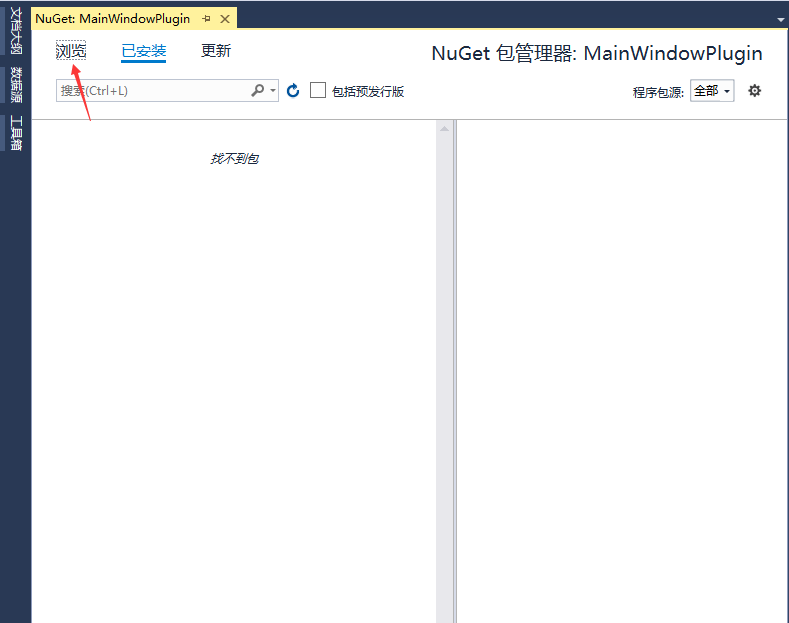 NuGet: MainWindowPlugin
文档大纲
数据源
工具箱
浏览 已安装 更新
NuGet 包管理器: MainWindowPlugin
搜索(Ctrl+L)
包括预发行版
程序包源: 全部
找不到包